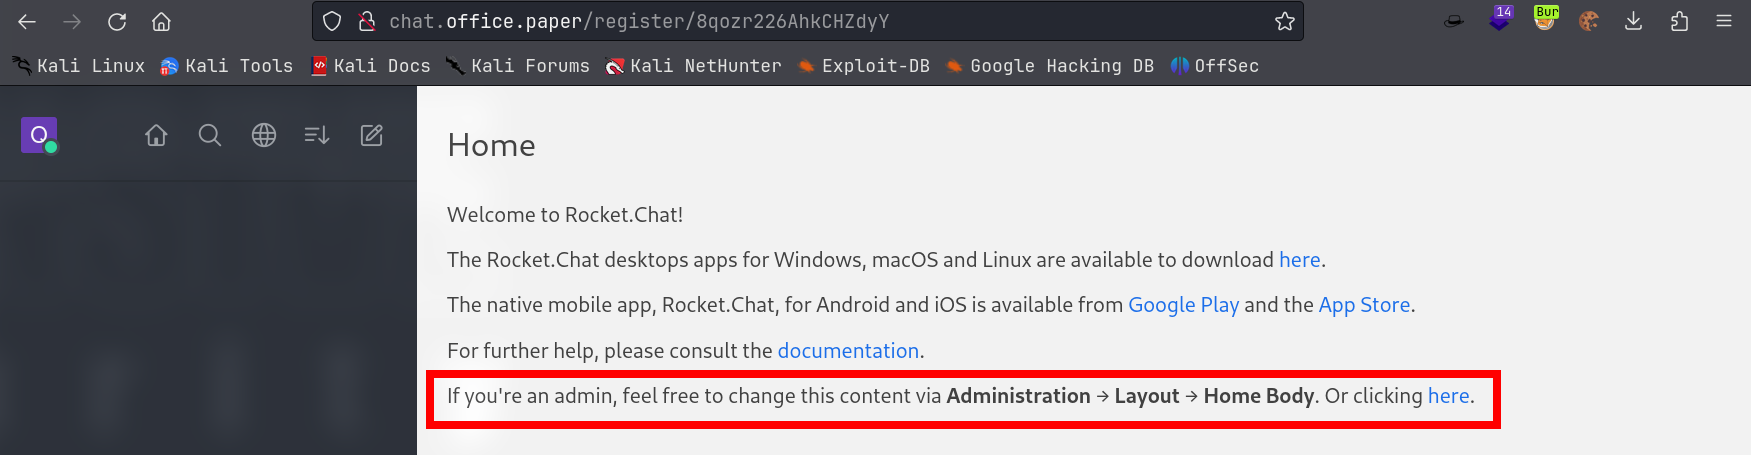 chat.office.paper/register/8qozr226AhkCHZdyY
14
Bur
Kali Linux Kali Tools Kali Docs Kali Forums Kali NetHunter Exploit-DB Google Hacking DB OffSec
Q
Home
Welcome to Rocket.Chat!
The Rocket.Chat desktops apps for Windows, macOS and Linux are available to download here.
The native mobile app, Rocket.Chat, for Android and iOS is available from Google Play and the App Store.
For further help, please consult the documentation.
If you're an admin, feel free to change this content via Administration → Layout → Home Body. Or clicking here.